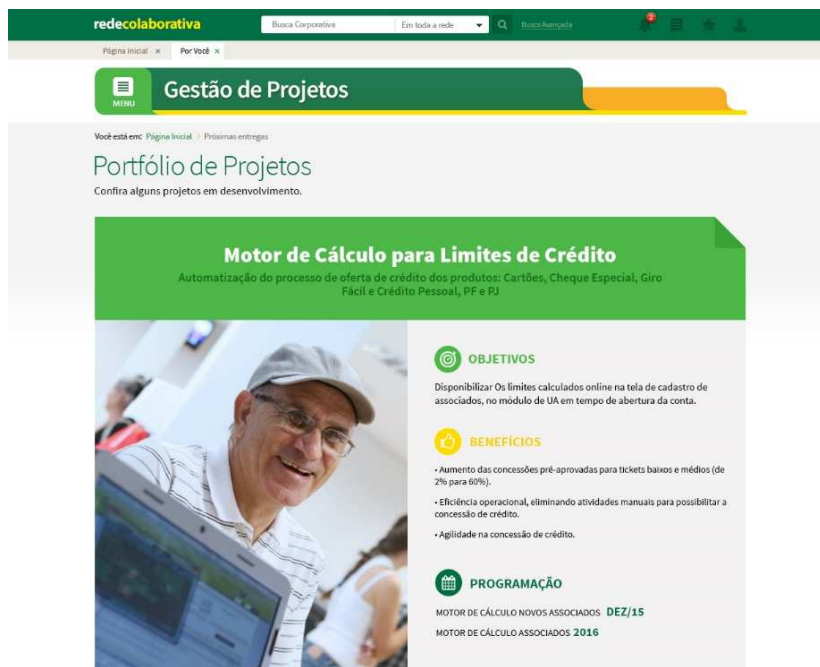 redecolaborativa
Busca Corporativa
Em toda a rede
Busca Avançada
2
Página Inicial ×
Por Você ×
MENU
Gestão de Projetos
Você está em: Página Inicial > Próximas entregas
Portfólio de Projetos
Confira alguns projetos em desenvolvimento.
Motor de Cálculo para Limites de Crédito
Automatização do processo de oferta de crédito dos produtos: Cartões, Cheque Especial, Giro
Fácil e Crédito Pessoal, PF e PJ
OBJETIVOS
Disponibilizar Os limites calculados online na tela de cadastro de
associados, no módulo de UA em tempo de abertura da conta.
BENEFÍCIOS
• Aumento das concessões pré-aprovadas para tickets baixos e médios (de
2% para 60%).
• Eficiência operacional, eliminando atividades manuais para possibilitar a
concessão de crédito.
• Agilidade na concessão de crédito.
PROGRAMAÇÃO
MOTOR DE CÁLCULO NOVOS ASSOCIADOS DEZ/15
MOTOR DE CÁLCULO ASSOCIADOS 2016